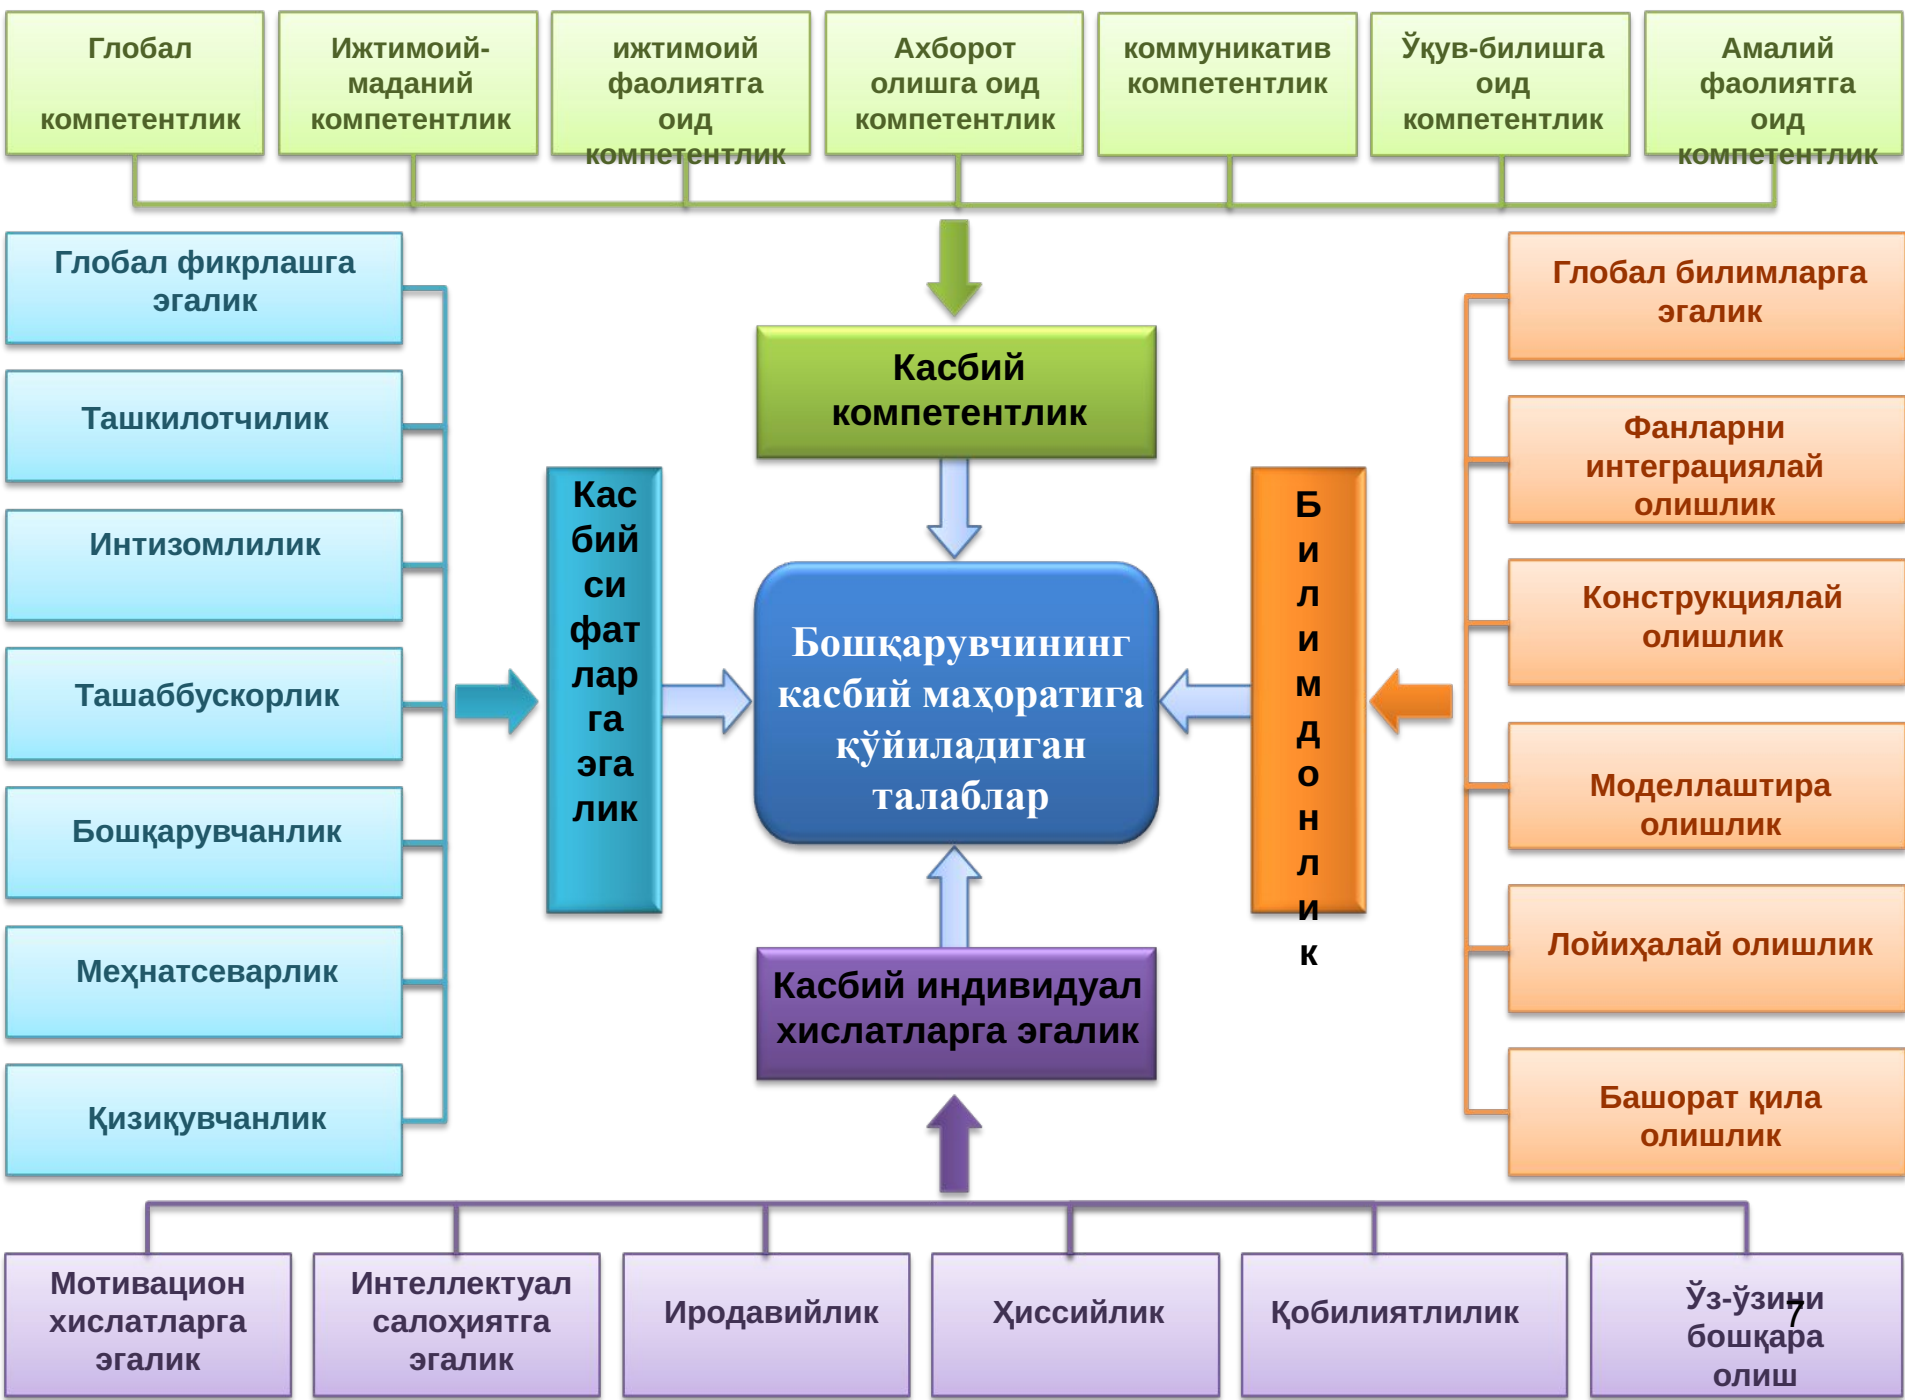 Глобал
компетентлик
Ижтимоий-
маданий
компетентлик
ижтимоий
фаолиятга
оид
компетентлик
Ахборот
олишга оид
компетентлик
коммуникатив
компетентлик
Ўқув-билишга
оид
компетентлик
Амалий
фаолиятга
оид
компетентлик
Касбий
компетентлик
Глобал фикрлашга
эгалик
Ташкилотчилик
Интизомлилик
Ташаббускорлик
Бошқарувчанлик
Меҳнатсеварлик
Қизиқувчанлик
Кас
бий
си
фат
лар
га
эга
лик
Бошқарувчининг
касбий маҳоратига
қўйиладиган
талаблар
Б
и
л
и
м
д
о
н
л
и
к
Глобал билимларга
эгалик
Фанларни
интеграциялай
олишлик
Конструкциялай
олишлик
Моделлаштира
олишлик
Лойиҳалай олишлик
Башорат қила
олишлик
Касбий индивидуал
хислатларга эгалик
Мотивацион
хислатларга
эгалик
Интеллектуал
салоҳиятга
эгалик
Иродавийлик
Ҳиссийлик
Қобилиятлилик
Ўз-ўзини
бошқара
олиш
7